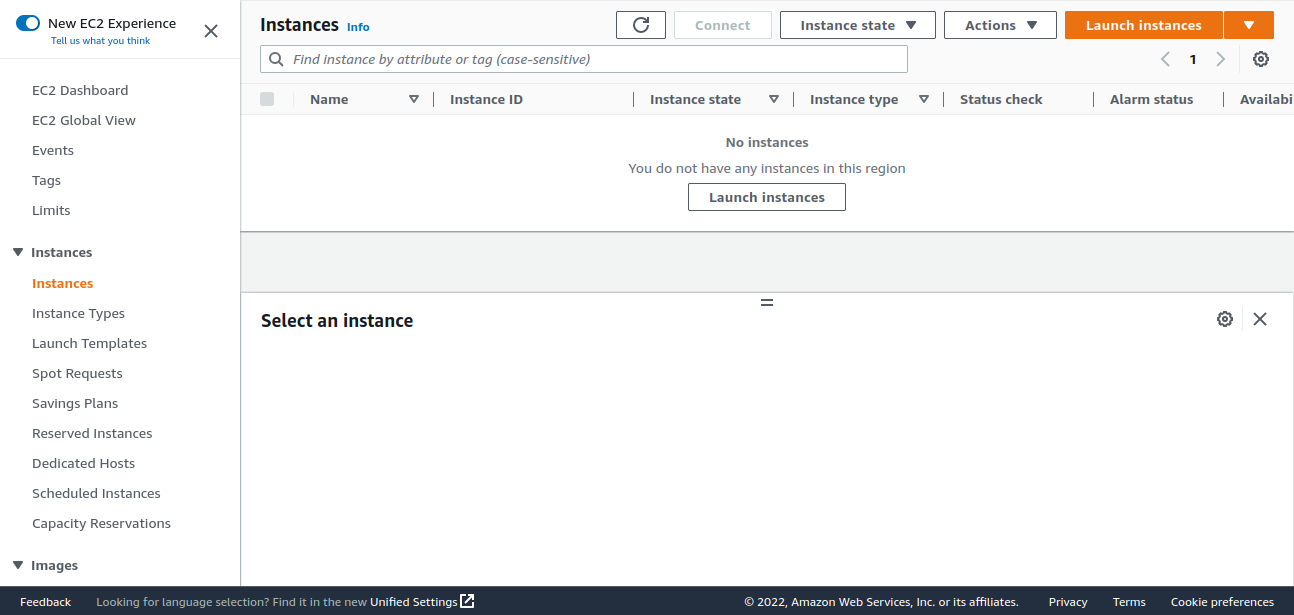 New EC2 Experience
Tell us what you think
EC2 Dashboard
EC2 Global View
Events
Tags
Limits
Instances
Instances
Instance Types
Launch Templates
Spot Requests
Savings Plans
Reserved Instances
Dedicated Hosts
Scheduled Instances
Capacity Reservations
Images
Instances Info
Connect
Instance state
Actions
Launch instances
Find instance by attribute or tag (case-sensitive)
1
Name Instance ID Instance state Instance type Status check Alarm status Availabi
No instances
You do not have any instances in this region
Launch instances
Select an instance
Feedback Looking for language selection? Find it in the new Unified Settings © 2022, Amazon Web Services, Inc. or its affiliates. Privacy Terms Cookie preferences